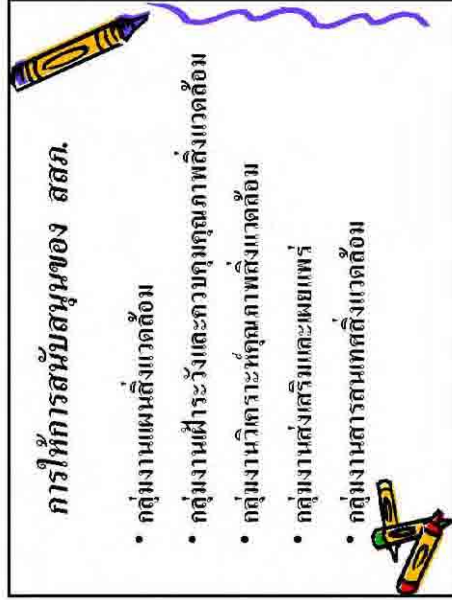 การให้การสนับสนุนของ สสภ.
• กลุ่มงานแผนสิ่งแวดล้อม
• กลุ่มงานเฝ้าระวังและควบคุมคุณภาพสิ่งแวดล้อม
• กลุ่มงานวิเคราะห์คุณภาพสิ่งแวดล้อม
• กลุ่มงานส่งเสริมและเผยแพร่
• กลุ่มงานสารสนเทศสิ่งแวดล้อม